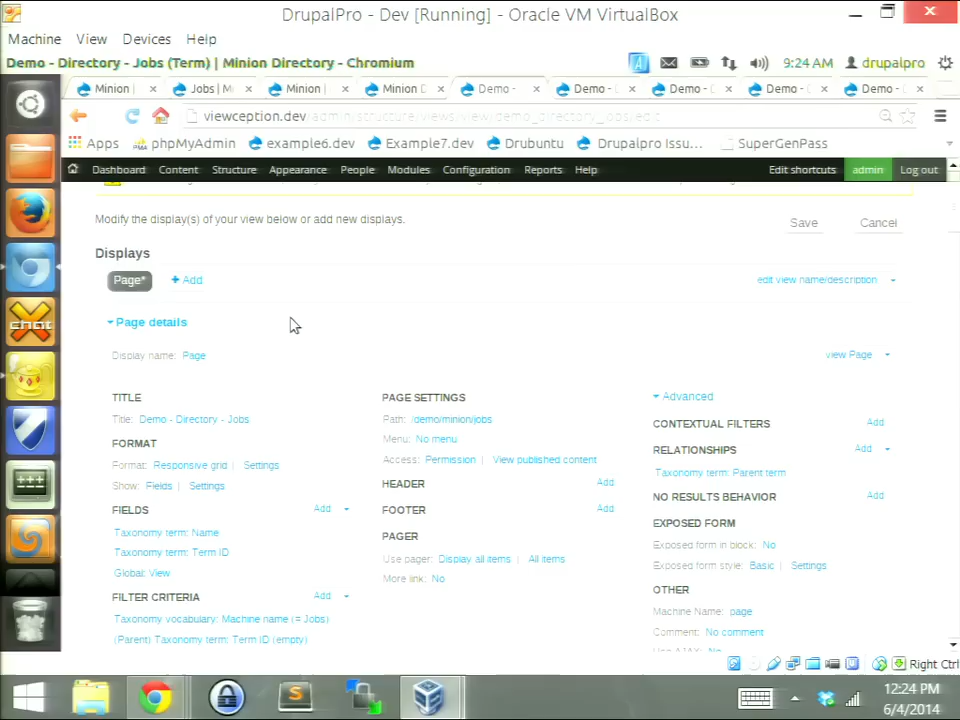 DrupalPro - Dev [Running] - Oracle VM VirtualBox
Machine View Devices Help
Demo - Directory - Jobs (Term) | Minion Directory - Chromium
9:24 AM drupalpro
Minion | Jobs | M Minion | Minion D Demo - Demo - Demo - Demo - Demo -
viewception.dev/admin/structure/views/view/demo_directory_jobs/edit
Apps phpMyAdmin example6.dev Example7.dev Drubuntu Drupalpro Issu... SuperGenPass
Dashboard Content Structure Appearance People Modules Configuration Reports Help Edit shortcuts admin Log out
Modify the display(s) of your view below or add new displays.
Save Cancel
Displays
Page* + Add edit view name/description
Page details
Display name: Page view Page
TITLE
Title: Demo - Directory - Jobs
FORMAT
Format: Responsive grid | Settings
Show: Fields | Settings
FIELDS Add
Taxonomy term: Name
Taxonomy term: Term ID
Global: View
FILTER CRITERIA Add
Taxonomy vocabulary: Machine name (= Jobs)
(Parent) Taxonomy term: Term ID (empty)
PAGE SETTINGS
Path: /demo/minion/jobs
Menu: No menu
Access: Permission | View published content
HEADER Add
FOOTER Add
PAGER
Use pager: Display all items | All items
More link: No
Advanced
CONTEXTUAL FILTERS Add
RELATIONSHIPS Add
Taxonomy term: Parent term
NO RESULTS BEHAVIOR Add
EXPOSED FORM
Exposed form in block: No
Exposed form style: Basic | Settings
OTHER
Machine Name: page
Comment: No comment
Use AJAX: No
Right Ctrl
xchat
12:24 PM
6/4/2014